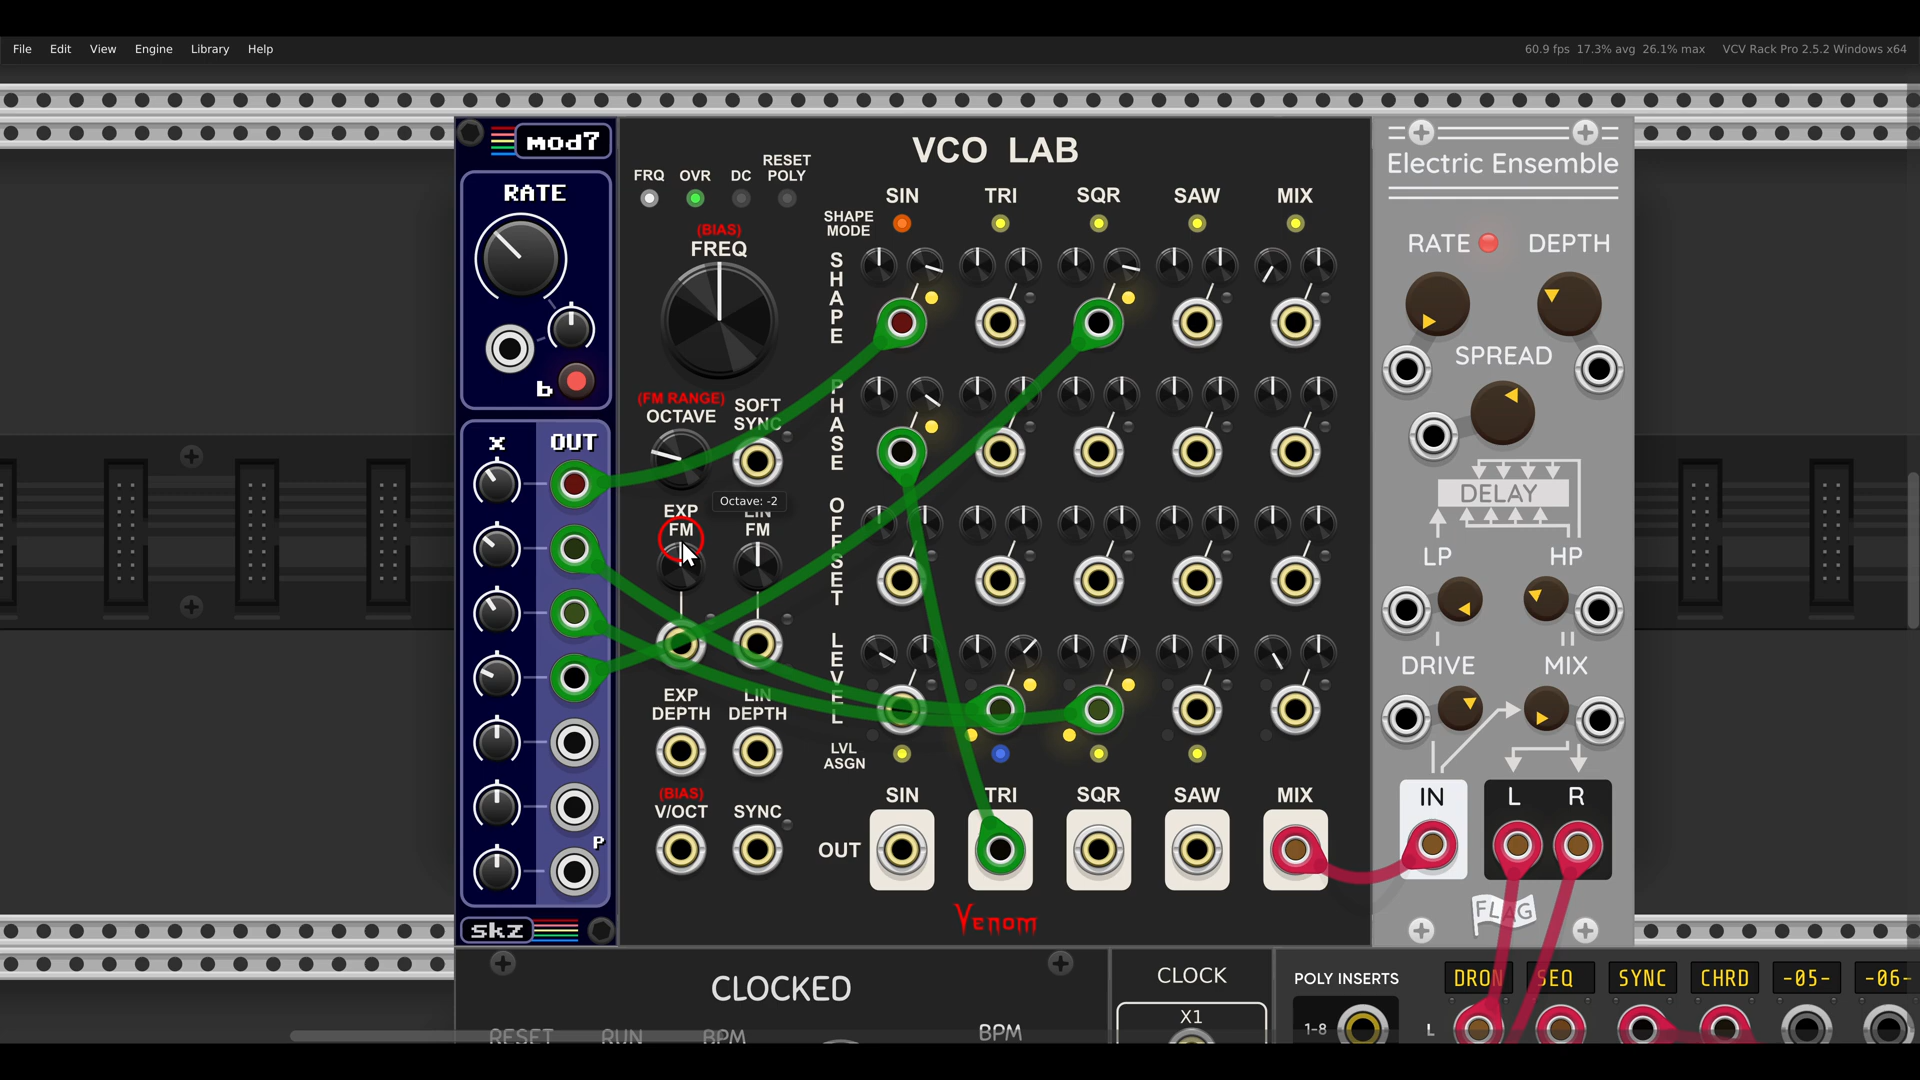 File Edit View Engine Library Help
60.9 fps 17.3% avg 26.1% max VCV Rack Pro 2.5.2 Windows x64
mod7
RATE
b
x OUT
P
skz
VCO LAB
FRQ OVR DC RESET POLY
(BIAS)
FREQ
(FM RANGE)
OCTAVE
SOFT
SYNC
Octave: -2
EXP
FM
LIN
FM
EXP
DEPTH
LIN
DEPTH
(BIAS)
V/OCT
SYNC
SIN TRI SQR SAW MIX
SHAPE
MODE
SHAPE
PHASE
OFFSET
LEVEL
LVL
ASGN
SIN TRI SQR SAW MIX
OUT
Venom
Electric Ensemble
RATE DEPTH
SPREAD
DELAY
LP HP
DRIVE MIX
IN L R
FLAG
CLOCKED
RESET RUN BPM BPM
CLOCK
X1
POLY INSERTS
1-8
DRON SEQ SYNC CHRD -05- -06-
L